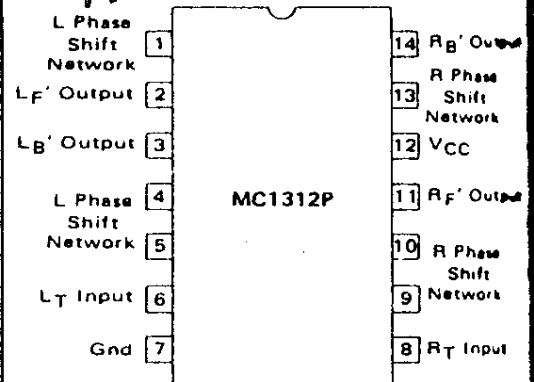 L Phase
Shift
Network
1
LF' Output
2
LB' Output
3
L Phase
Shift
Network
4
5
LT Input
6
Gnd
7
MC1312P
14
RB' Output
13
R Phase
Shift
Network
12
VCC
11
RF' Output
10
R Phase
Shift
Network
9
8
RT Input